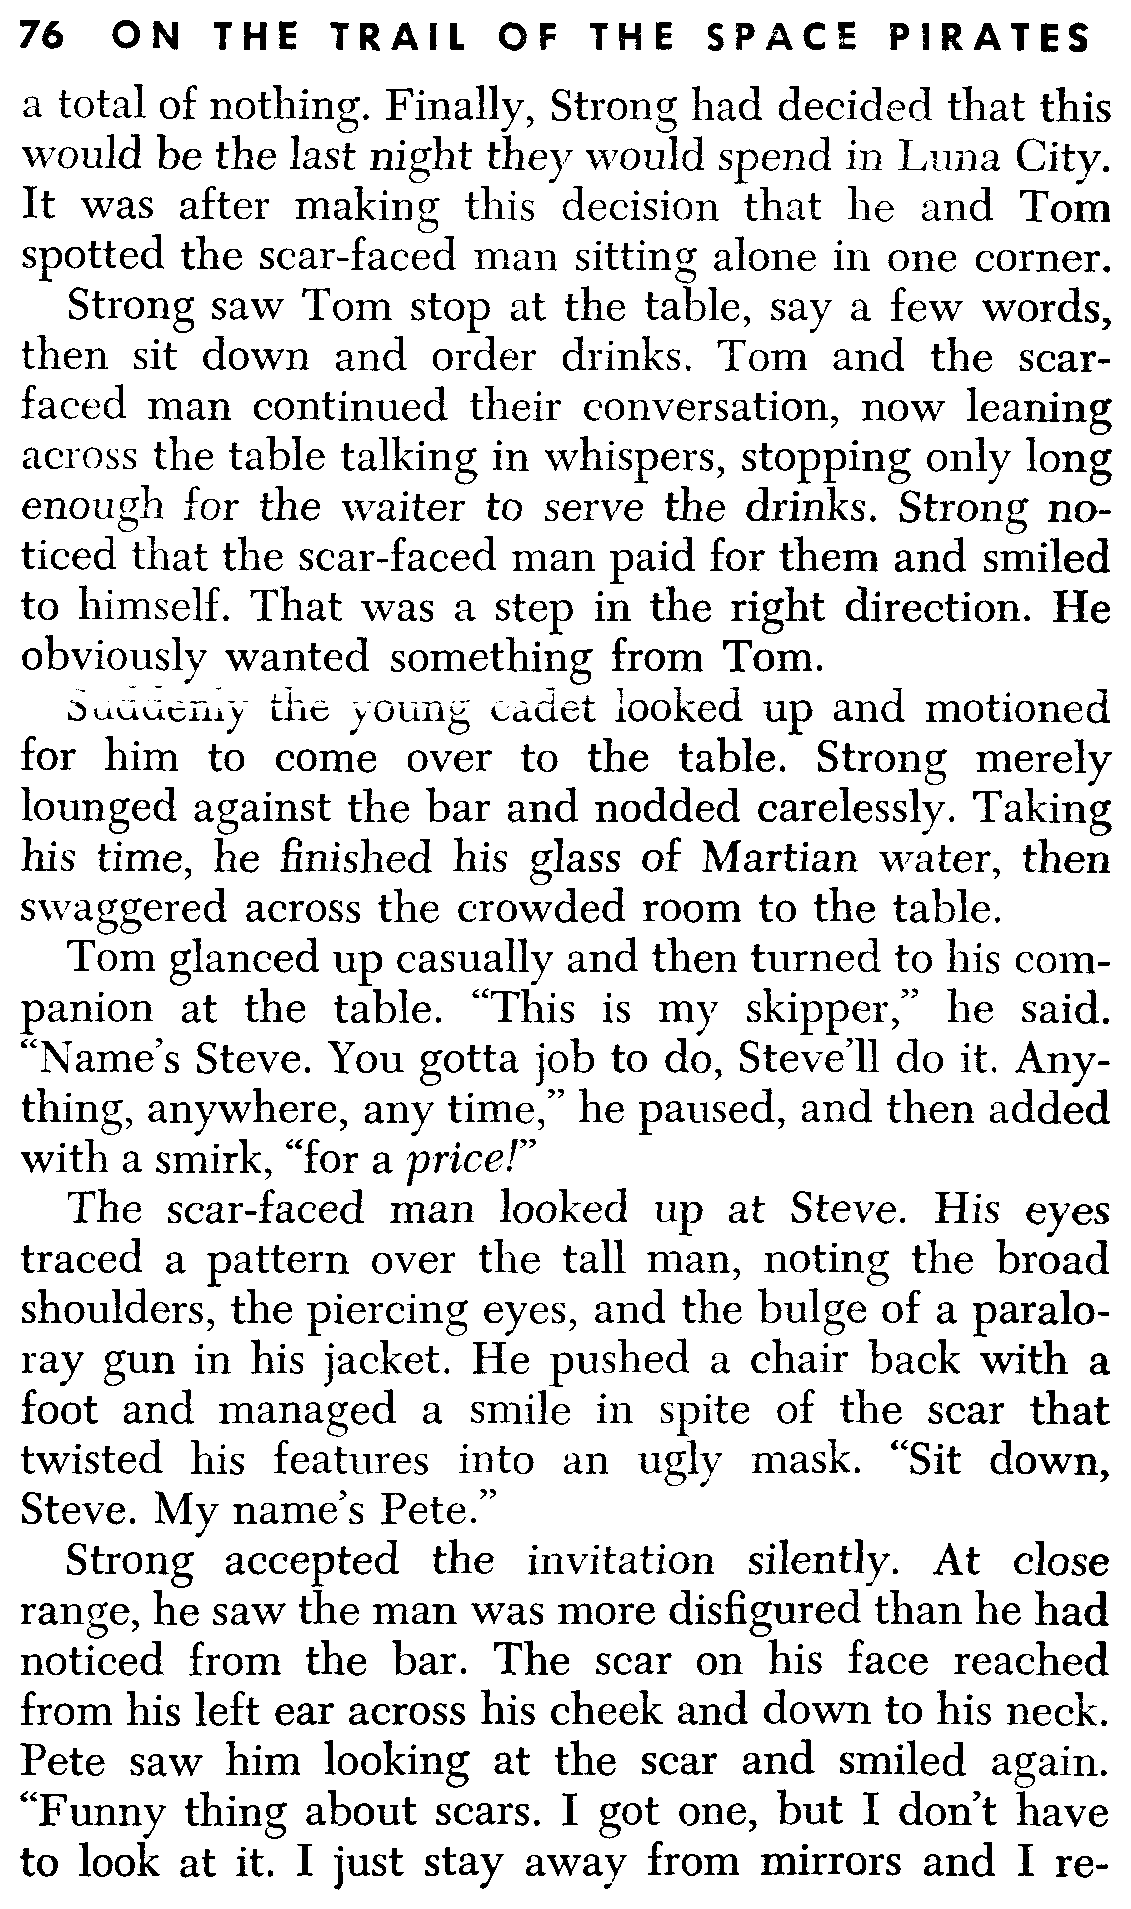 76 ON THE TRAIL OF THE SPACE PIRATES
a total of nothing. Finally, Strong had decided that this
would be the last night they would spend in Luna City.
It was after making this decision that he and Tom
spotted the scar-faced man sitting alone in one corner.
Strong saw Tom stop at the table, say a few words,
then sit down and order drinks. Tom and the scar-
faced man continued their conversation, now leaning
across the table talking in whispers, stopping only long
enough for the waiter to serve the drinks. Strong no-
ticed that the scar-faced man paid for them and smiled
to himself. That was a step in the right direction. He
obviously wanted something from Tom.
Suddenly the young cadet looked up and motioned
for him to come over to the table. Strong merely
lounged against the bar and nodded carelessly. Taking
his time, he finished his glass of Martian water, then
swaggered across the crowded room to the table.
Tom glanced up casually and then turned to his com-
panion at the table. “This is my skipper,” he said.
“Name’s Steve. You gotta job to do, Steve’ll do it. Any-
thing, anywhere, any time,” he paused, and then added
with a smirk, “for a price!”
The scar-faced man looked up at Steve. His eyes
traced a pattern over the tall man, noting the broad
shoulders, the piercing eyes, and the bulge of a paralo-
ray gun in his jacket. He pushed a chair back with a
foot and managed a smile in spite of the scar that
twisted his features into an ugly mask. “Sit down,
Steve. My name’s Pete.”
Strong accepted the invitation silently. At close
range, he saw the man was more disfigured than he had
noticed from the bar. The scar on his face reached
from his left ear across his cheek and down to his neck.
Pete saw him looking at the scar and smiled again.
“Funny thing about scars. I got one, but I don’t have
to look at it. I just stay away from mirrors and I re-